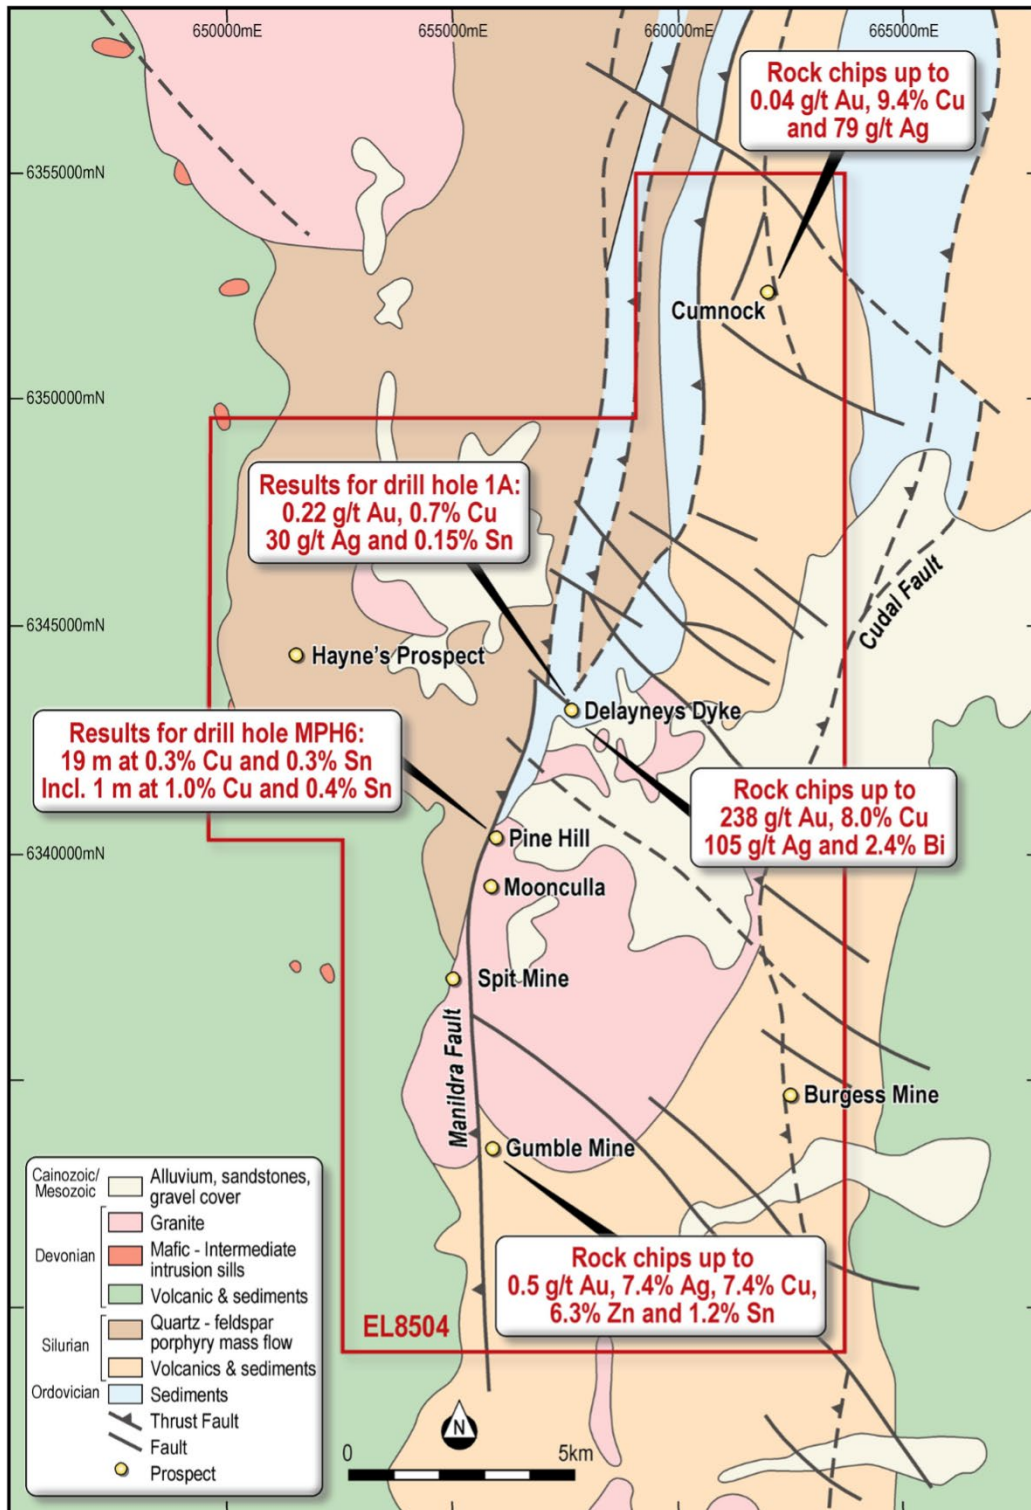 650000mE
655000mE
660000mE
665000mE
Rock chips up to
0.04 g/t Au, 9.4% Cu
and 79 g/t Ag
6355000mN
Cumnock
6350000mN
Results for drill hole 1A:
0.22 g/t Au, 0.7% Cu
30 g/t Ag and 0.15% Sn
Cudal Fault
6345000mN
Hayne's Prospect
Delayneys Dyke
Results for drill hole MPH6:
19 m at 0.3% Cu and 0.3% Sn
Incl. 1 m at 1.0% Cu and 0.4% Sn
Rock chips up to
238 g/t Au, 8.0% Cu
105 g/t Ag and 2.4% Bi
6340000mN
Pine Hill
Moonculla
Spit Mine
Manildra Fault
Burgess Mine
Gumble Mine
Rock chips up to
0.5 g/t Au, 7.4% Ag, 7.4% Cu,
6.3% Zn and 1.2% Sn
EL8504
Cainozoic/
Mesozoic
Alluvium, sandstones,
gravel cover
Devonian
Granite
Mafic - Intermediate
intrusion sills
Volcanic & sediments
Silurian
Quartz - feldspar
porphyry mass flow
Volcanics & sediments
Ordovician
Sediments
Thrust Fault
Fault
Prospect
N
0
5km